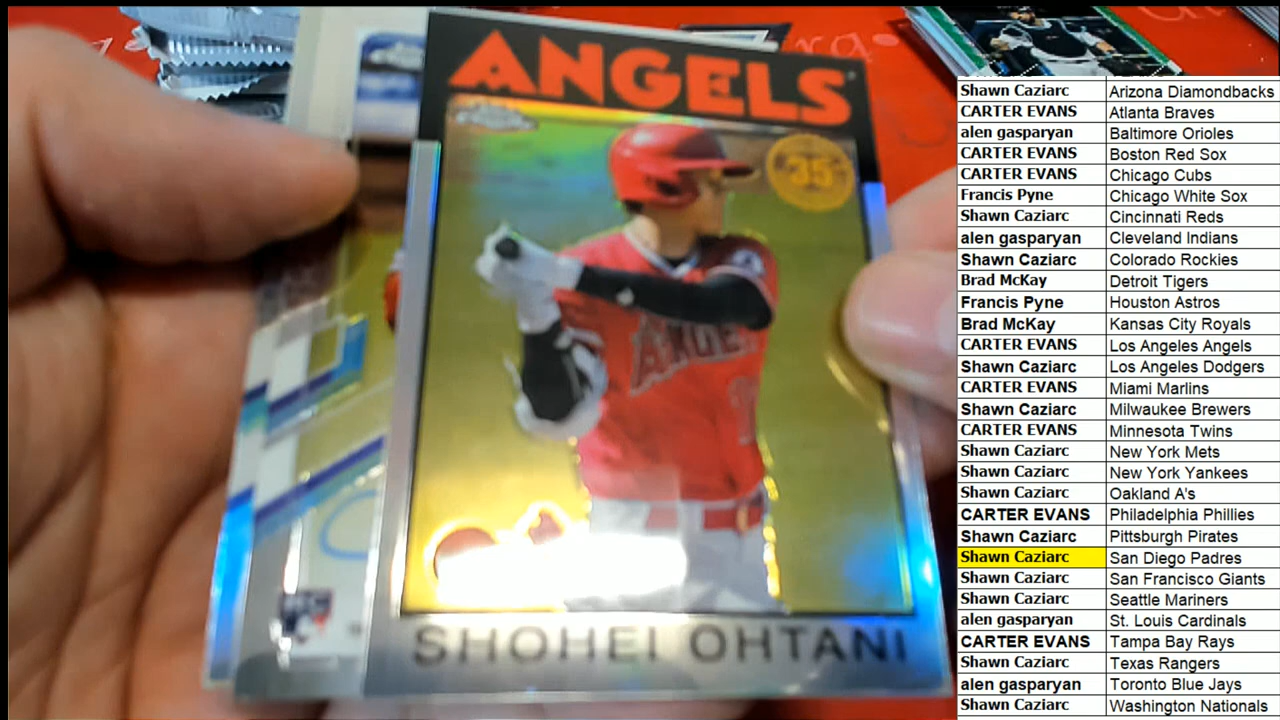 ANGELS
35
ANGE
SHOHEI OHTANI
Shawn Caziarc Arizona Diamondbacks
CARTER EVANS Atlanta Braves
alen gasparyan Baltimore Orioles
CARTER EVANS Boston Red Sox
CARTER EVANS Chicago Cubs
Francis Pyne Chicago White Sox
Shawn Caziarc Cincinnati Reds
alen gasparyan Cleveland Indians
Shawn Caziarc Colorado Rockies
Brad McKay Detroit Tigers
Francis Pyne Houston Astros
Brad McKay Kansas City Royals
CARTER EVANS Los Angeles Angels
Shawn Caziarc Los Angeles Dodgers
CARTER EVANS Miami Marlins
Shawn Caziarc Milwaukee Brewers
CARTER EVANS Minnesota Twins
Shawn Caziarc New York Mets
Shawn Caziarc New York Yankees
Shawn Caziarc Oakland A's
CARTER EVANS Philadelphia Phillies
Shawn Caziarc Pittsburgh Pirates
Shawn Caziarc San Diego Padres
Shawn Caziarc San Francisco Giants
Shawn Caziarc Seattle Mariners
alen gasparyan St. Louis Cardinals
CARTER EVANS Tampa Bay Rays
Shawn Caziarc Texas Rangers
alen gasparyan Toronto Blue Jays
Shawn Caziarc Washington Nationals